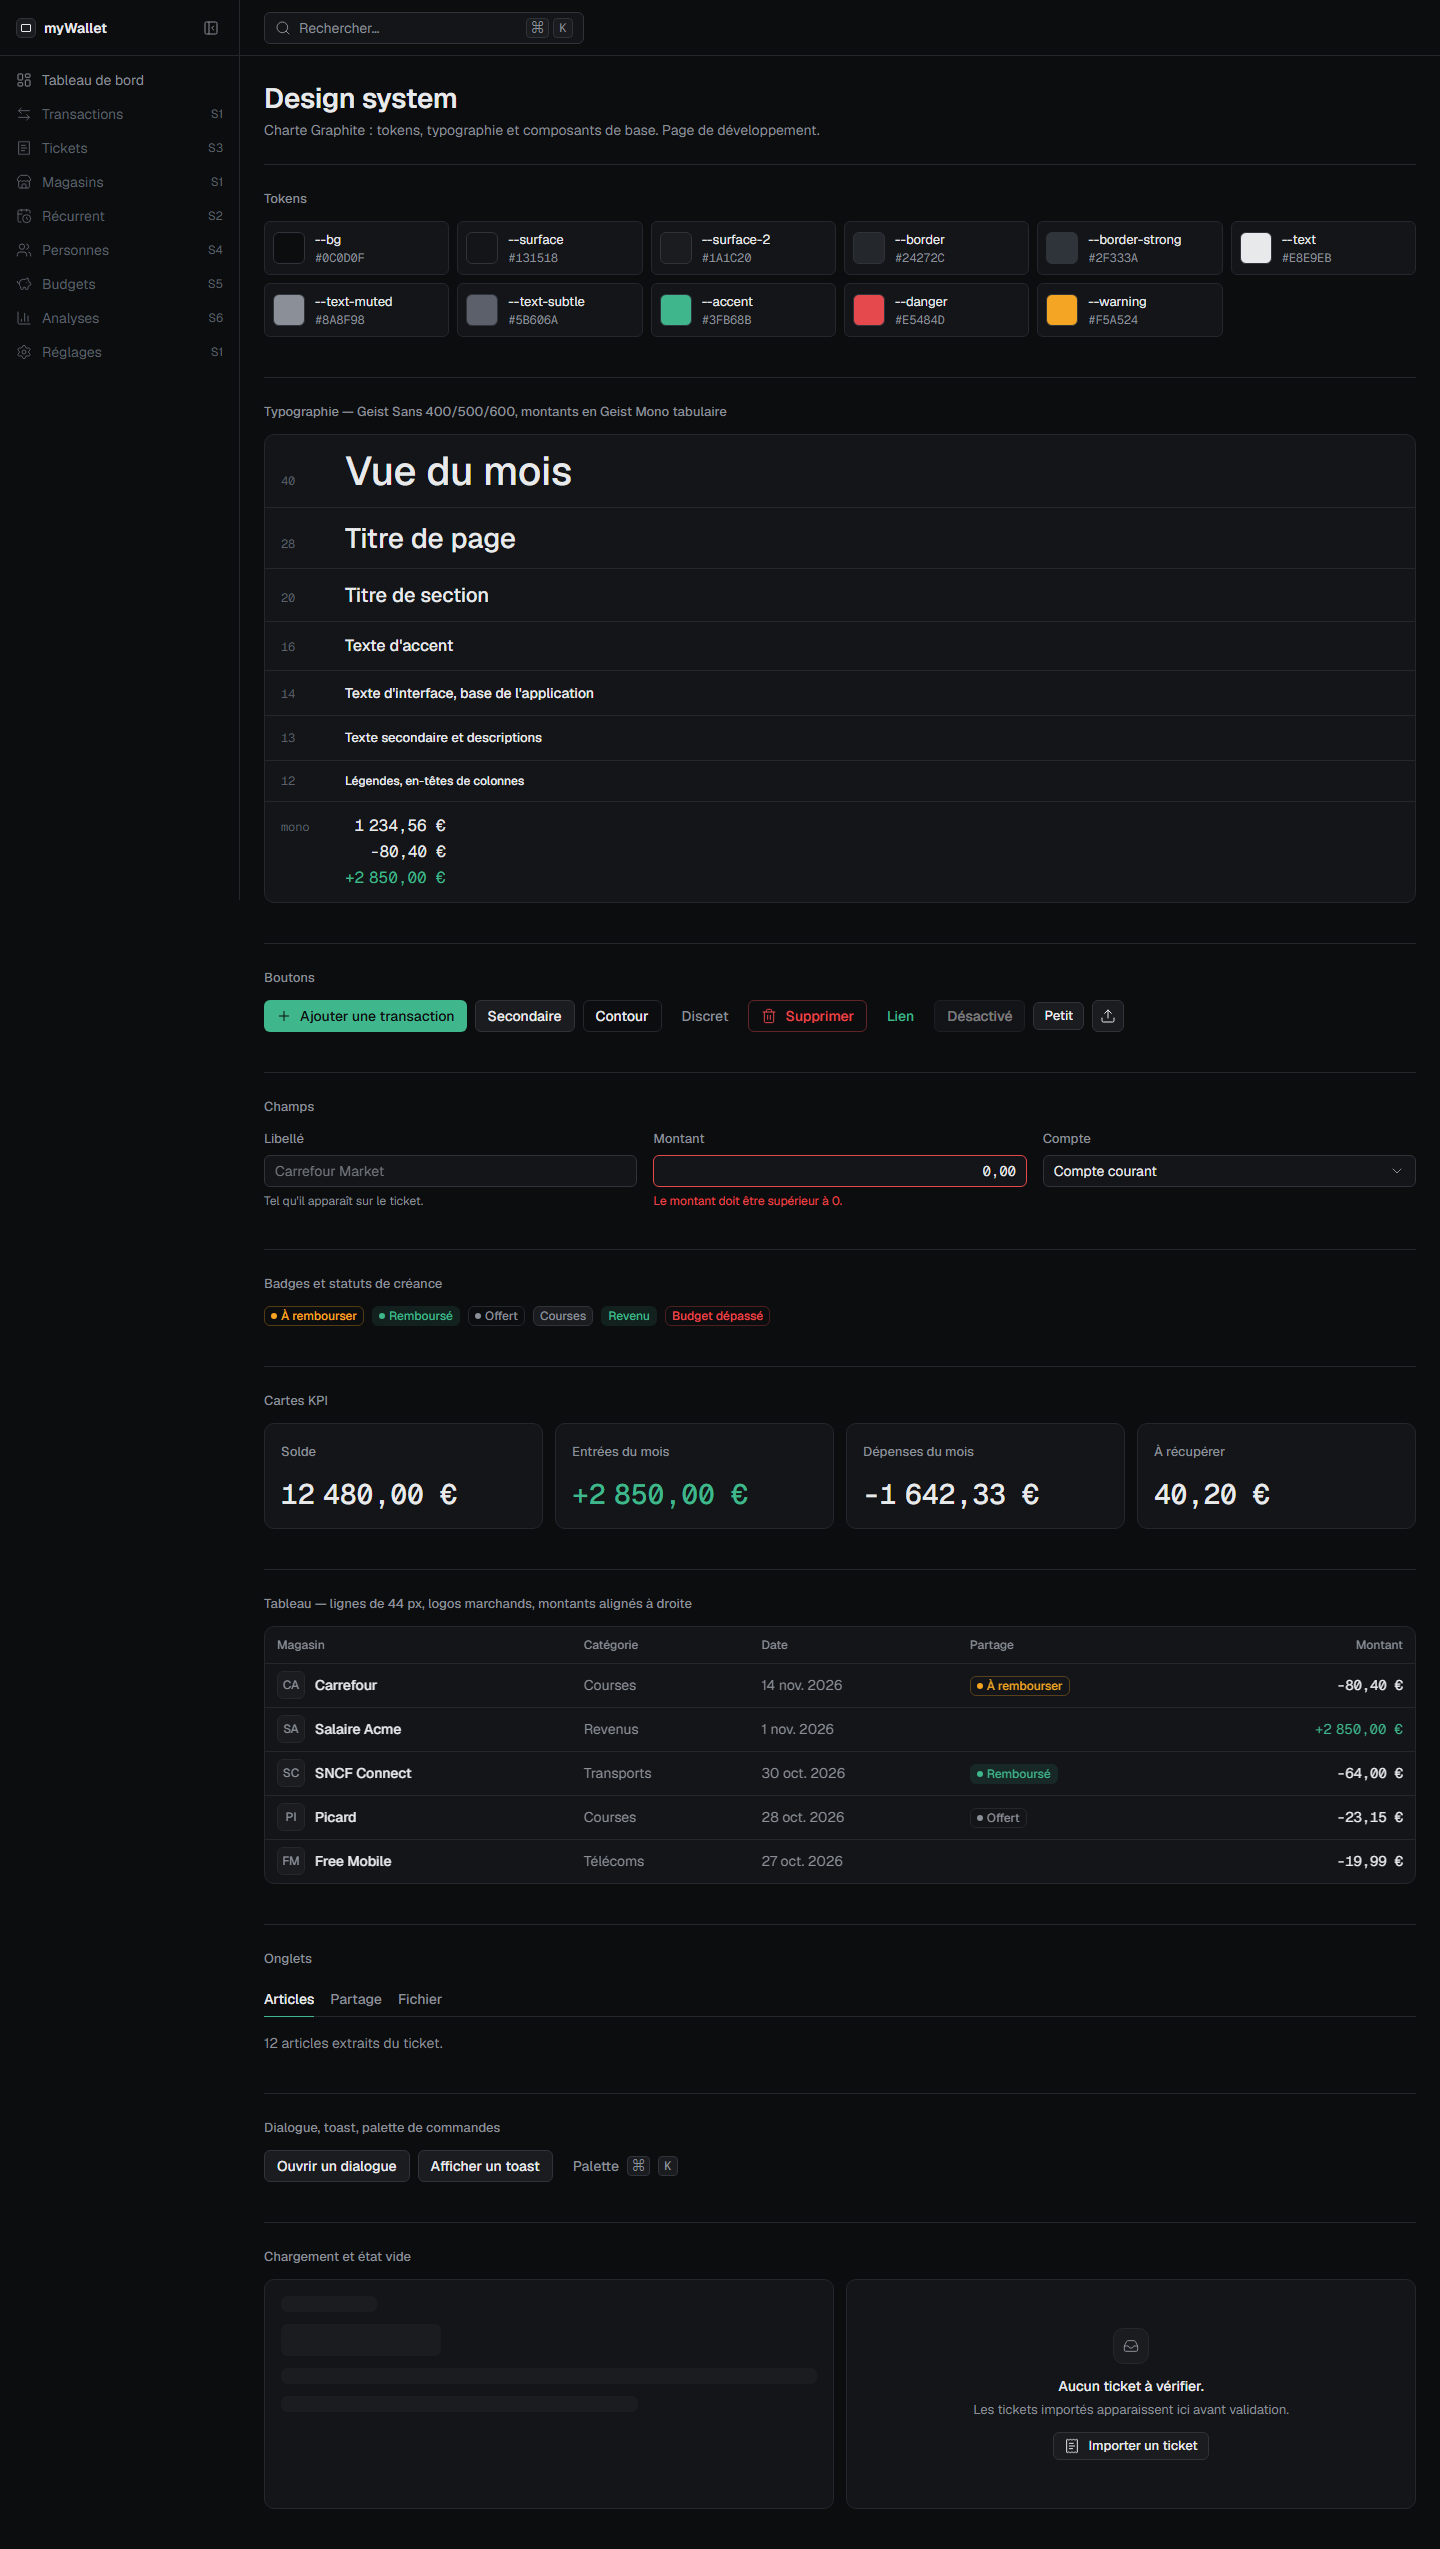 myWallet
Rechercher… ⌘ K
Tableau de bord
Transactions S1
Tickets S3
Magasins S1
Récurrent S2
Personnes S4
Budgets S5
Analyses S6
Réglages S1
Design system
Charte Graphite : tokens, typographie et composants de base. Page de développement.
Tokens
--bg
#0C0D0F
--surface
#131518
--surface-2
#1A1C20
--border
#24272C
--border-strong
#2F333A
--text
#E8E9EB
--text-muted
#8A8F98
--text-subtle
#5B606A
--accent
#3FB68B
--danger
#E5484D
--warning
#F5A524
Typographie — Geist Sans 400/500/600, montants en Geist Mono tabulaire
40 Vue du mois
28 Titre de page
20 Titre de section
16 Texte d'accent
14 Texte d'interface, base de l'application
13 Texte secondaire et descriptions
12 Légendes, en-têtes de colonnes
mono 1 234,56 €
-80,40 €
+2 850,00 €
Boutons
Ajouter une transaction Secondaire Contour Discret Supprimer Lien Désactivé Petit
Champs
Libellé
Carrefour Market
Tel qu'il apparaît sur le ticket.
Montant
0,00
Le montant doit être supérieur à 0.
Compte
Compte courant
Badges et statuts de créance
À rembourser Remboursé Offert Courses Revenu Budget dépassé
Cartes KPI
Solde
12 480,00 €
Entrées du mois
+2 850,00 €
Dépenses du mois
-1 642,33 €
À récupérer
40,20 €
Tableau — lignes de 44 px, logos marchands, montants alignés à droite
Magasin Catégorie Date Partage Montant
CA Carrefour Courses 14 nov. 2026 À rembourser -80,40 €
SA Salaire Acme Revenus 1 nov. 2026 +2 850,00 €
SC SNCF Connect Transports 30 oct. 2026 Remboursé -64,00 €
PI Picard Courses 28 oct. 2026 Offert -23,15 €
FM Free Mobile Télécoms 27 oct. 2026 -19,99 €
Onglets
Articles Partage Fichier
12 articles extraits du ticket.
Dialogue, toast, palette de commandes
Ouvrir un dialogue Afficher un toast Palette ⌘ K
Chargement et état vide
Aucun ticket à vérifier.
Les tickets importés apparaissent ici avant validation.
Importer un ticket